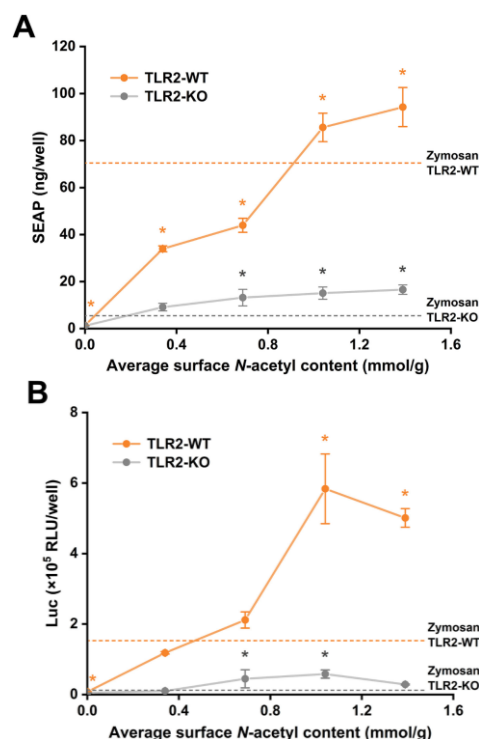 A
120
100
80
60
40
20
0
SEAP (ng/well)
TLR2-WT
TLR2-KO
*
*
*
*
*
*
*
*
Zymosan
TLR2-WT
Zymosan
TLR2-KO
0.0 0.4 0.8 1.2 1.6
Average surface N-acetyl content (mmol/g)
B
8
6
4
2
0
Luc (×10⁵ RLU/well)
TLR2-WT
TLR2-KO
*
*
*
*
*
Zymosan
TLR2-WT
Zymosan
TLR2-KO
0.0 0.4 0.8 1.2 1.6
Average surface N-acetyl content (mmol/g)